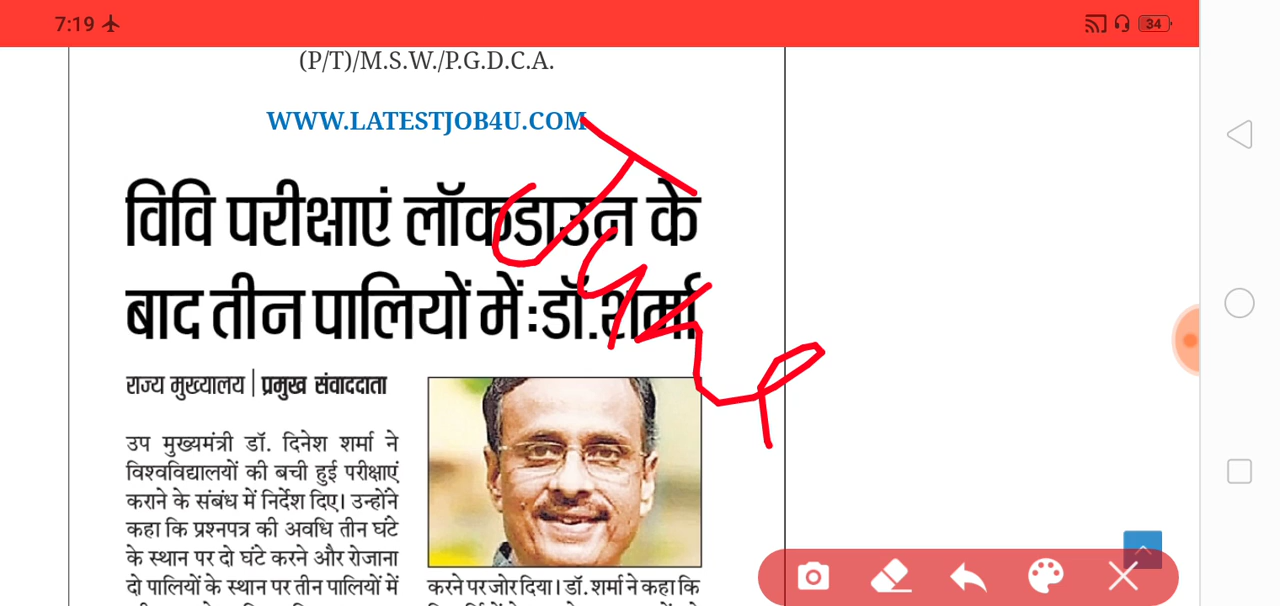 7:19
34
(P/T)/M.S.W./P.G.D.C.A.
WWW.LATESTJOB4U.COM
विवि परीक्षाएं लॉकडाउन के
बाद तीन पालियों में:डॉ.शर्मा
राज्य मुख्यालय | प्रमुख संवाददाता
उप मुख्यमंत्री डॉ. दिनेश शर्मा ने
विश्वविद्यालयों की बची हुई परीक्षाएं
कराने के संबंध में निर्देश दिए। उन्होंने
कहा कि प्रश्नपत्र की अवधि तीन घंटे
के स्थान पर दो घंटे करने और रोजाना
दो पालियों के स्थान पर तीन पालियों में
करने पर जोर दिया। डॉ. शर्मा ने कहा कि